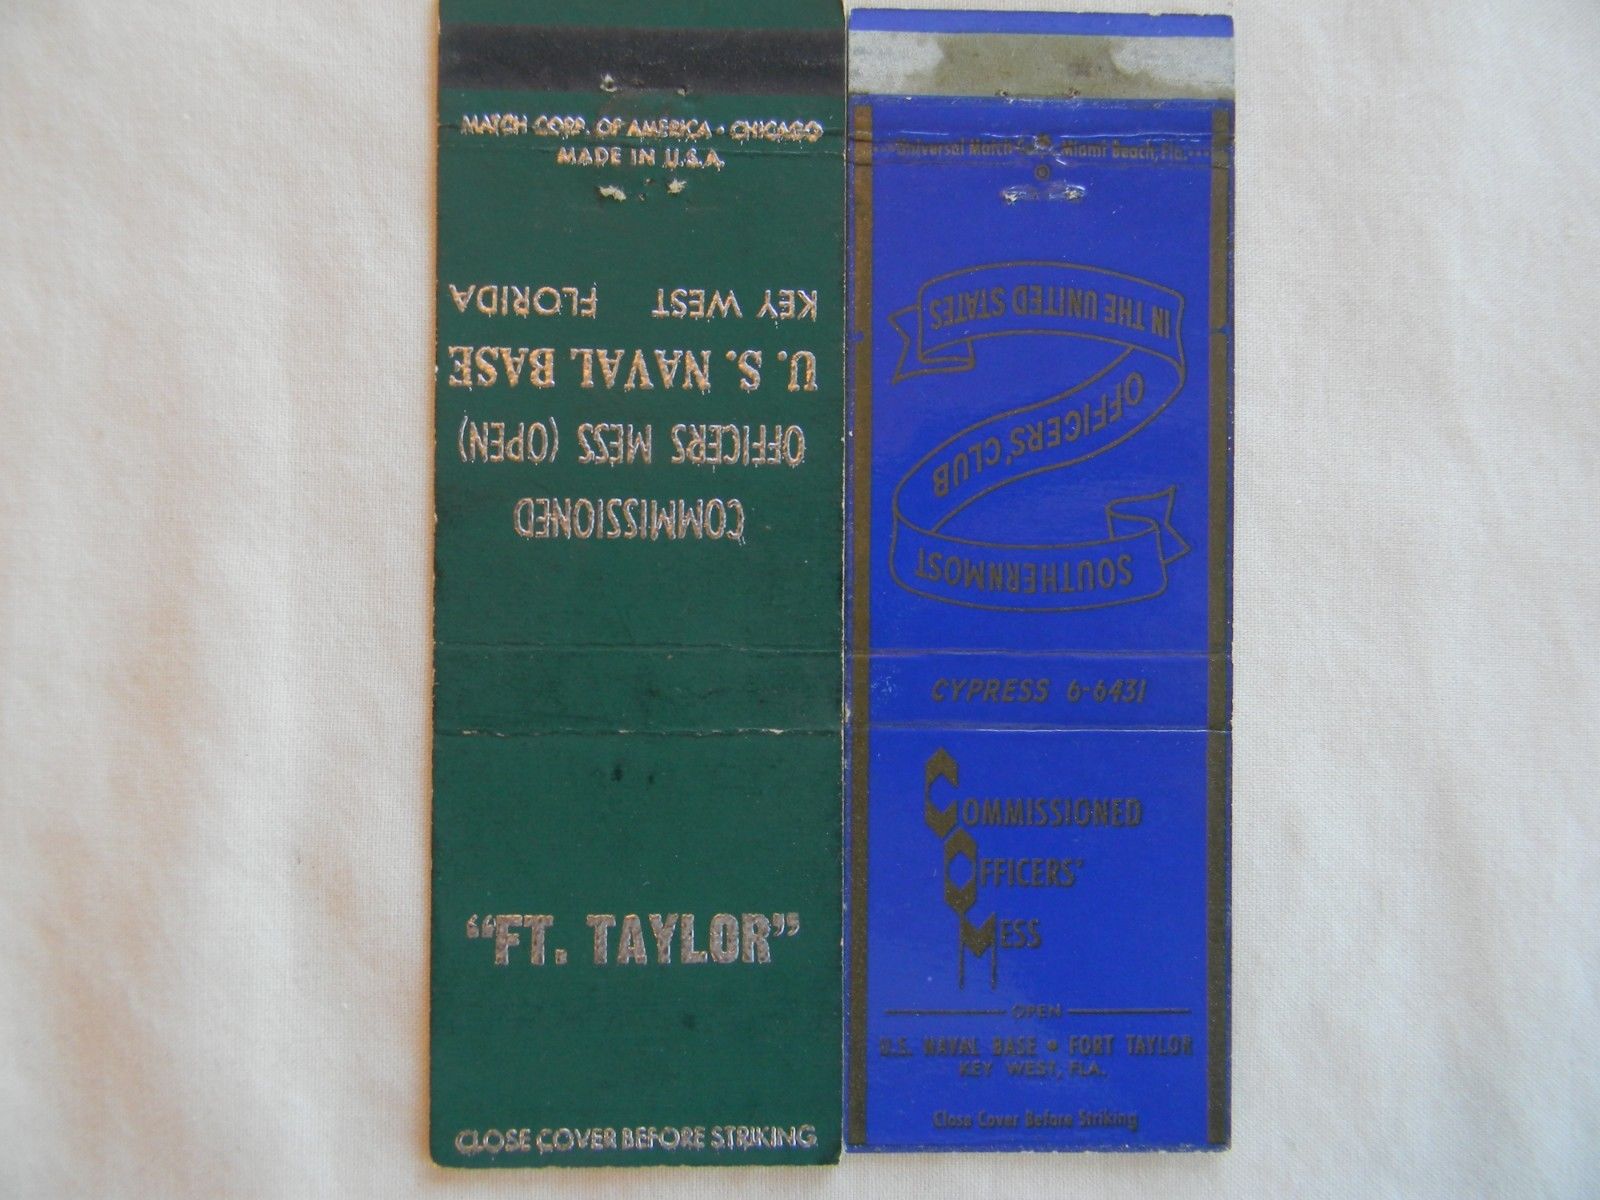 MATCH CORP. OF AMERICA • CHICAGO
MADE IN U.S.A.
COMMISSIONED
OFFICERS MESS (OPEN)
U. S. NAVAL BASE
KEY WEST FLORIDA
"FT. TAYLOR"
CLOSE COVER BEFORE STRIKING
Universal Match Miami Beach, Fla.
SOUTHERNMOST
OFFICERS' CLUB
IN THE UNITED STATES
CYPRESS 6-6431
COMMISSIONED
OFFICERS'
MESS
OPEN
U.S. NAVAL BASE • FORT TAYLOR
KEY WEST, FLA.
Close Cover Before Striking